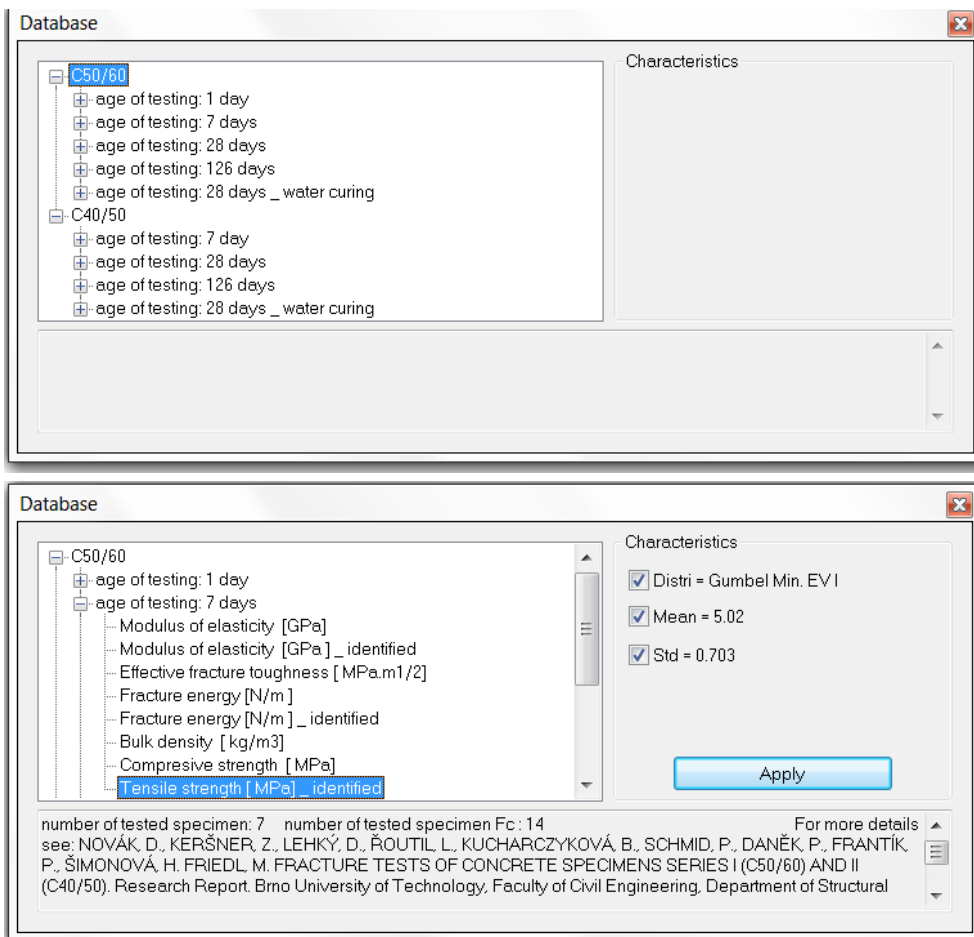 Database
C50/60
age of testing: 1 day
age of testing: 7 days
age of testing: 28 days
age of testing: 126 days
age of testing: 28 days _ water curing
C40/50
age of testing: 7 day
age of testing: 28 days
age of testing: 126 days
age of testing: 28 days _ water curing
Characteristics
Database
C50/60
age of testing: 1 day
age of testing: 7 days
Modulus of elasticity [GPa]
Modulus of elasticity [GPa ] _ identified
Effective fracture toughness [ MPa.m1/2]
Fracture energy [N/m ]
Fracture energy [N/m ] _ identified
Bulk density [ kg/m3]
Compresive strength [ MPa]
Tensile strength [ MPa] _ identified
Characteristics
Distri = Gumbel Min. EV I
Mean = 5.02
Std = 0.703
Apply
number of tested specimen: 7 number of tested specimen Fc : 14 For more details
see: NOVÁK, D., KERŠNER, Z., LEHKÝ, D., ŘOUTIL, L., KUCHARCZYKOVÁ, B., SCHMID, P., DANĚK, P., FRANTÍK,
P., ŠIMONOVÁ, H. FRIEDL, M. FRACTURE TESTS OF CONCRETE SPECIMENS SERIES I (C50/60) AND II
(C40/50). Research Report. Brno University of Technology, Faculty of Civil Engineering, Department of Structural